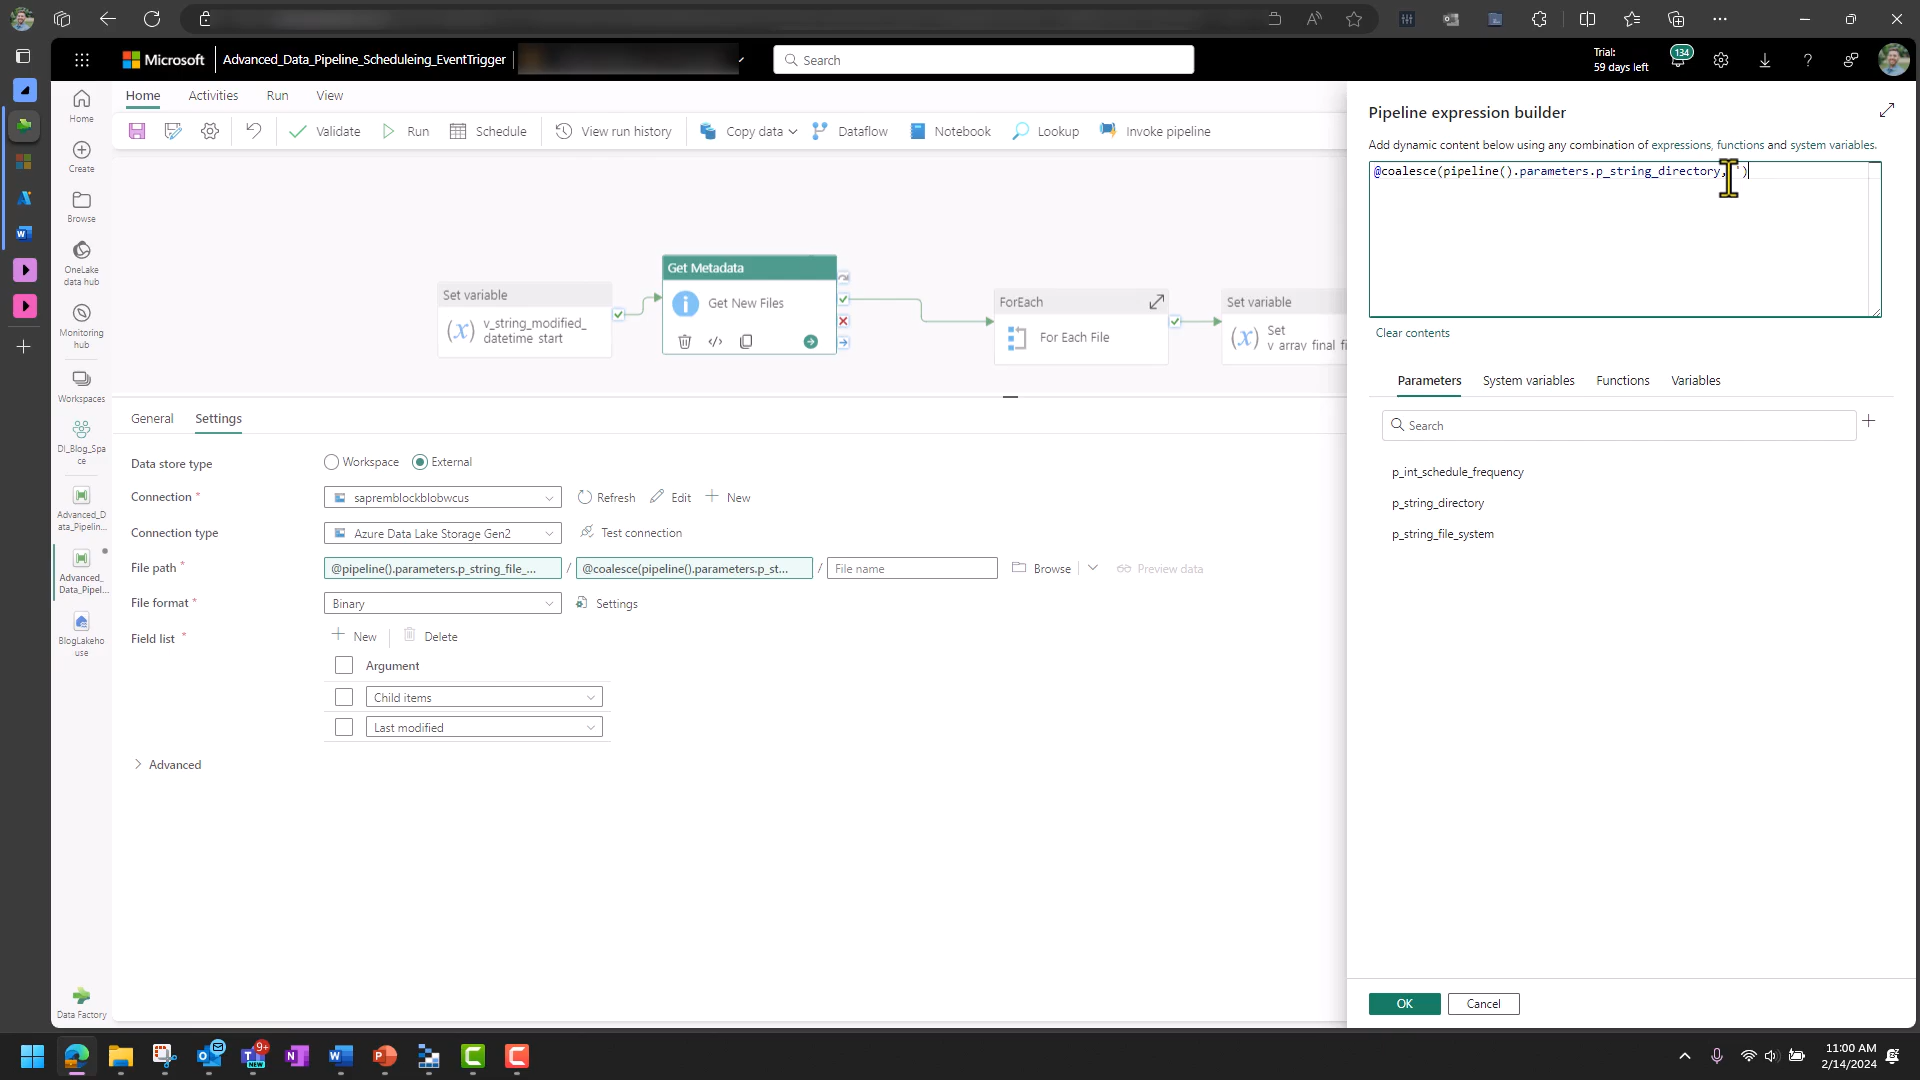 Microsoft
Advanced_Data_Pipeline_Scheduleing_EventTrigger
Search
Trial:
59 days left
134
Home
Create
Browse
OneLake
data hub
Monitoring
hub
Workspaces
DI_Blog_Spa
ce
Advanced_D
ata_Pipelin...
Advanced_
Data_Pipel...
BlogLakeho
use
Data Factory
Home
Activities
Run
View
Validate
Run
Schedule
View run history
Copy data
Dataflow
Notebook
Lookup
Invoke pipeline
Set variable
v_string_modified_
datetime start
Get Metadata
Get New Files
ForEach
For Each File
Set variable
Set
v array final fi
General
Settings
Data store type
Workspace
External
Connection *
sapremblockblobwcus
Refresh
Edit
New
Connection type
Azure Data Lake Storage Gen2
Test connection
File path *
@pipeline().parameters.p_string_file_...
/
@coalesce(pipeline().parameters.p_st...
/
File name
Browse
Preview data
File format *
Binary
Settings
Field list *
New
Delete
Argument
Child items
Last modified
Advanced
Pipeline expression builder
Add dynamic content below using any combination of expressions, functions and system variables.
@coalesce(pipeline().parameters.p_string_directory, ')
Clear contents
Parameters
System variables
Functions
Variables
Search
p_int_schedule_frequency
p_string_directory
p_string_file_system
OK
Cancel
9+
NEW
11:00 AM
2/14/2024